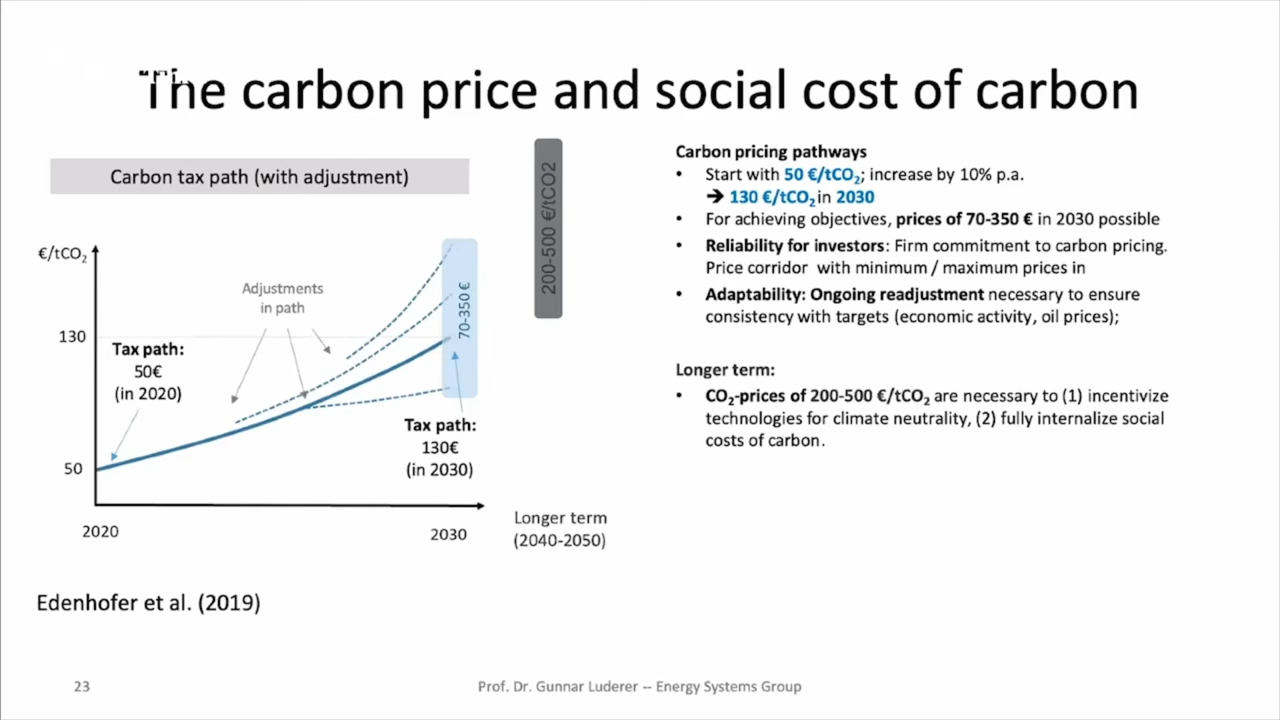 The carbon price and social cost of carbon
Carbon tax path (with adjustment)
€/tCO2
130
50
Tax path:
50€
(in 2020)
Adjustments
in path
70-350 €
Tax path:
130€
(in 2030)
2020
2030
200-500 €/tCO2
Longer term
(2040-2050)
Edenhofer et al. (2019)
Carbon pricing pathways
• Start with 50 €/tCO2; increase by 10% p.a.
➔ 130 €/tCO2 in 2030
• For achieving objectives, prices of 70-350 € in 2030 possible
• Reliability for investors: Firm commitment to carbon pricing.
Price corridor with minimum / maximum prices in
• Adaptability: Ongoing readjustment necessary to ensure
consistency with targets (economic activity, oil prices);
Longer term:
• CO2-prices of 200-500 €/tCO2 are necessary to (1) incentivize
technologies for climate neutrality, (2) fully internalize social
costs of carbon.
23
Prof. Dr. Gunnar Luderer -- Energy Systems Group